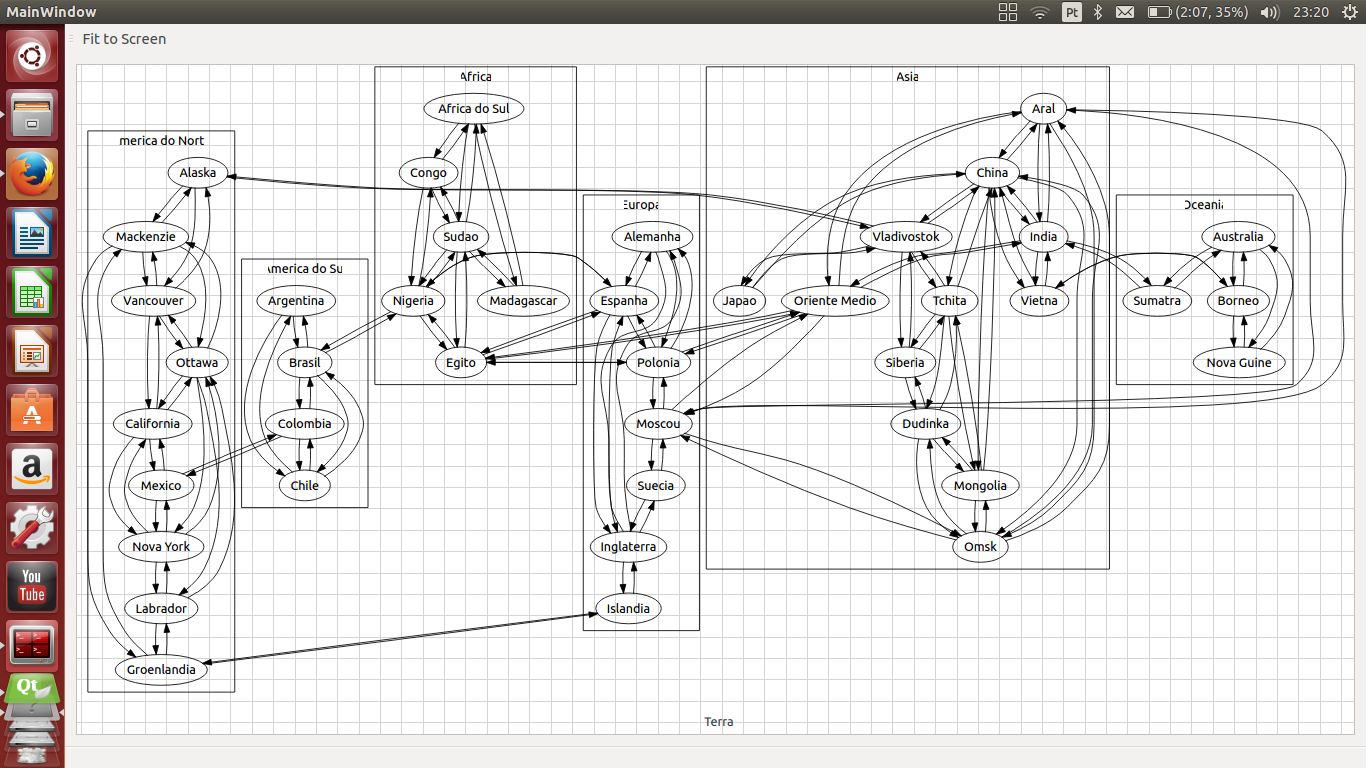 MainWindow
Pt
(2:07, 35%)
23:20
Fit to Screen
Africa
Africa do Sul
Congo
Sudao
Nigeria
Madagascar
Egito
Asia
Aral
China
Vladivostok
India
Japao
Oriente Medio
Tchita
Vietna
Siberia
Dudinka
Mongolia
Omsk
merica do Nort
Alaska
Mackenzie
Vancouver
Ottawa
California
Mexico
Nova York
Labrador
Groenlandia
Europa
Alemanha
Espanha
Polonia
Moscou
Suecia
Inglaterra
Islandia
Oceania
Australia
Sumatra
Borneo
Nova Guine
America do Su
Argentina
Brasil
Colombia
Chile
Terra
You
Tube
Qt